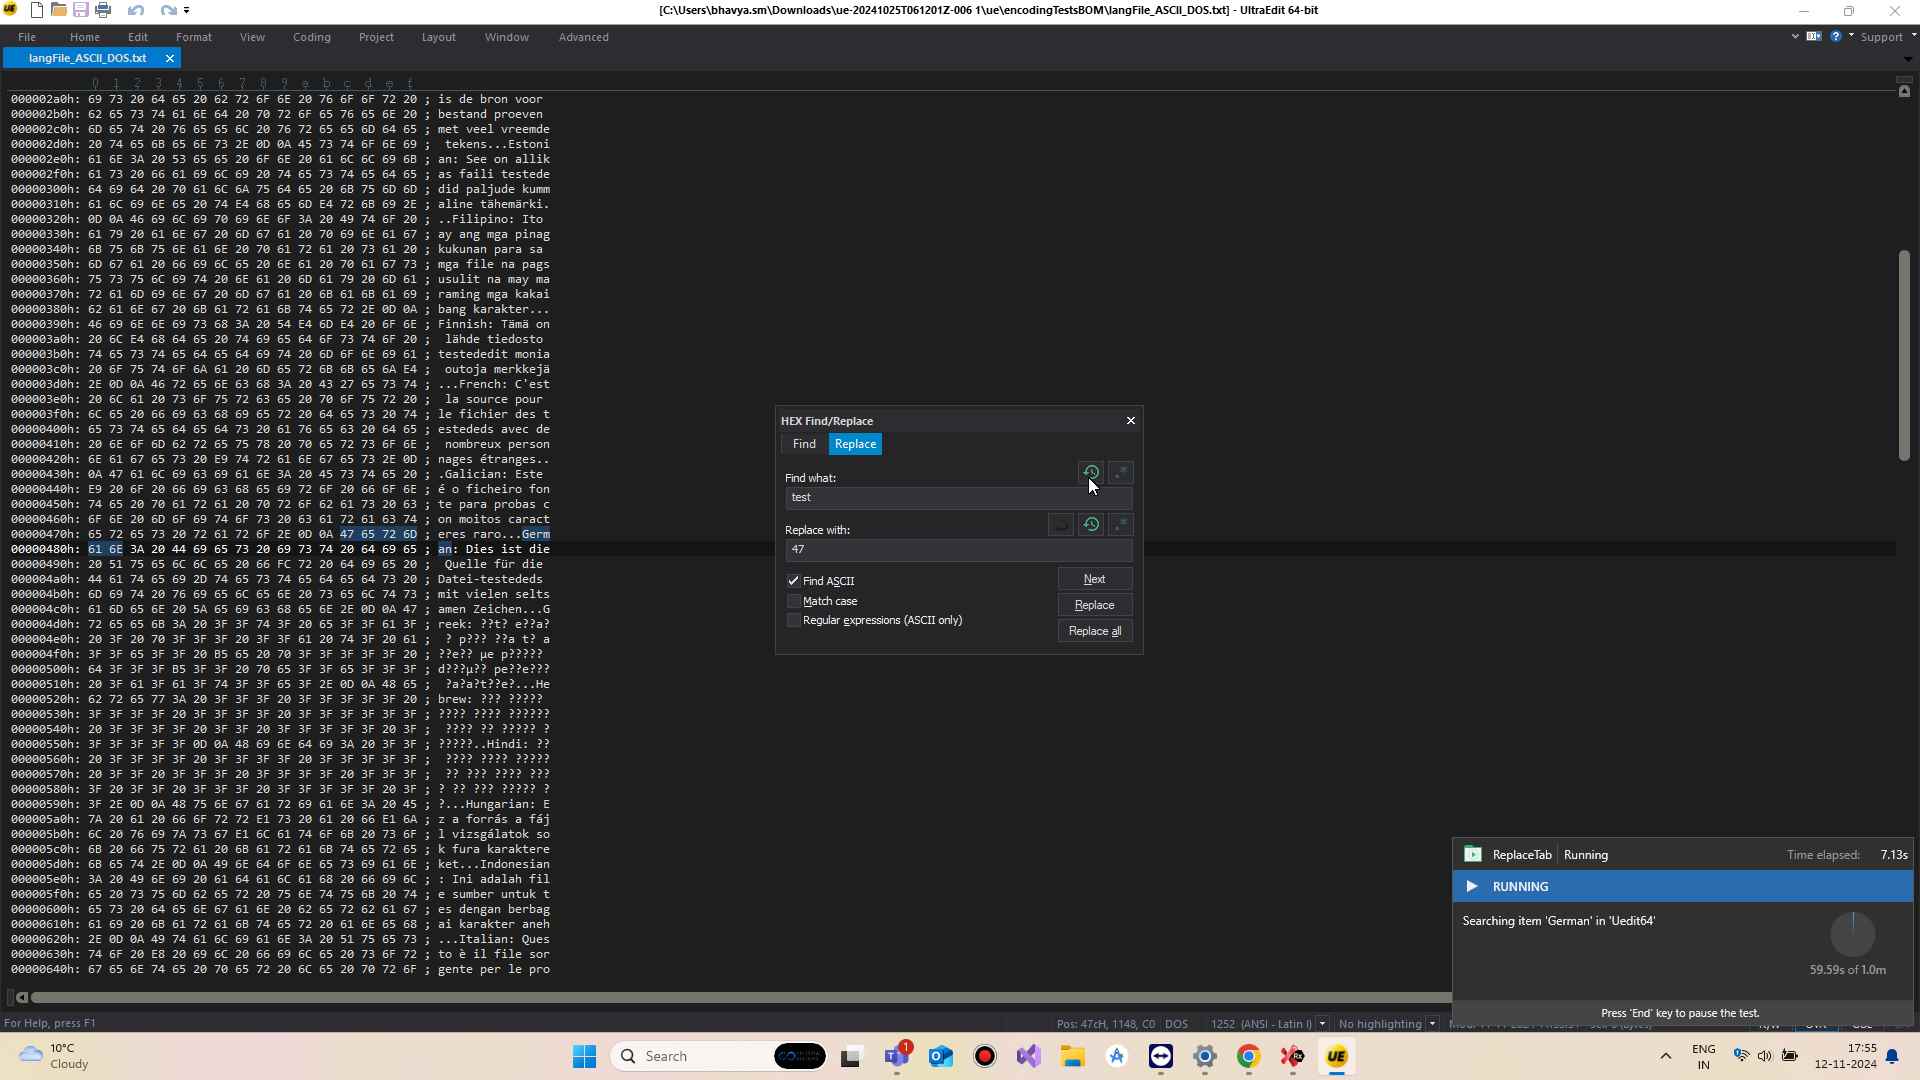 [C:\Users\bhavya.sm\Downloads\ue-20241025T061201Z-006 1\ue\encodingTestsBOM\langFile_ASCII_DOS.txt] - UltraEdit 64-bit
File Home Edit Format View Coding Project Layout Window Advanced Support
langFile_ASCII_DOS.txt
0 1 2 3 4 5 6 7 8 9 a b c d e f
000002a0h: 69 73 20 64 65 20 62 72 6F 6E 20 76 6F 6F 72 20 ; is de bron voor
000002b0h: 62 65 73 74 61 6E 64 20 70 72 6F 65 76 65 6E 20 ; bestand proeven
000002c0h: 6D 65 74 20 76 65 65 6C 20 76 72 65 65 6D 64 65 ; met veel vreemde
000002d0h: 20 74 65 6B 65 6E 73 2E 0D 0A 45 73 74 6F 6E 69 ; tekens...Estoni
000002e0h: 61 6E 3A 20 53 65 65 20 6F 6E 20 61 6C 6C 69 6B ; an: See on allik
000002f0h: 61 73 20 66 61 69 6C 69 20 74 65 73 74 65 64 65 ; as faili testede
00000300h: 64 69 64 20 70 61 6C 6A 75 64 65 20 6B 75 6D 6D ; did paljude kumm
00000310h: 61 6C 69 6E 65 20 74 E4 68 65 6D E4 72 6B 69 2E ; aline tähemärki.
00000320h: 0D 0A 46 69 6C 69 70 69 6E 6F 3A 20 49 74 6F 20 ; ..Filipino: Ito
00000330h: 61 79 20 61 6E 67 20 6D 67 61 20 70 69 6E 61 67 ; ay ang mga pinag
00000340h: 6B 75 6B 75 6E 61 6E 20 70 61 72 61 20 73 61 20 ; kukunan para sa
00000350h: 6D 67 61 20 66 69 6C 65 20 6E 61 20 70 61 67 73 ; mga file na pags
00000360h: 75 73 75 6C 69 74 20 6E 61 20 6D 61 79 20 6D 61 ; usulit na may ma
00000370h: 72 61 6D 69 6E 67 20 6D 67 61 20 6B 61 6B 61 69 ; raming mga kakai
00000380h: 62 61 6E 67 20 6B 61 72 61 6B 74 65 72 2E 0D 0A ; bang karakter...
00000390h: 46 69 6E 6E 69 73 68 3A 20 54 E4 6D E4 20 6F 6E ; Finnish: Tämä on
000003a0h: 20 6C E4 68 64 65 20 74 69 65 64 6F 73 74 6F 20 ; lähde tiedosto
000003b0h: 74 65 73 74 65 64 65 64 69 74 20 6D 6F 6E 69 61 ; testededit monia
000003c0h: 20 6F 75 74 6F 6A 61 20 6D 65 72 6B 6B 65 6A E4 ; outoja merkkejä
000003d0h: 2E 0D 0A 46 72 65 6E 63 68 3A 20 43 27 65 73 74 ; ...French: C'est
000003e0h: 20 6C 61 20 73 6F 75 72 63 65 20 70 6F 75 72 20 ; la source pour
000003f0h: 6C 65 20 66 69 63 68 69 65 72 20 64 65 73 20 74 ; le fichier des t
00000400h: 65 73 74 65 64 65 64 73 20 61 76 65 63 20 64 65 ; estededs avec de
00000410h: 20 6E 6F 6D 62 72 65 75 78 20 70 65 72 73 6F 6E ; nombreux person
00000420h: 6E 61 67 65 73 20 E9 74 72 61 6E 67 65 73 2E 0D ; nages étranges..
00000430h: 0A 47 61 6C 69 63 69 61 6E 3A 20 45 73 74 65 20 ; .Galician: Este
00000440h: E9 20 6F 20 66 69 63 68 65 69 72 6F 20 66 6F 6E ; é o ficheiro fon
00000450h: 74 65 20 70 61 72 61 20 70 72 6F 62 61 73 20 63 ; te para probas c
00000460h: 6F 6E 20 6D 6F 69 74 6F 73 20 63 61 72 61 63 74 ; on moitos caract
00000470h: 65 72 65 73 20 72 61 72 6F 2E 0D 0A 47 65 72 6D ; eres raro...Germ
00000480h: 61 6E 3A 20 44 69 65 73 20 69 73 74 20 64 69 65 ; an: Dies ist die
00000490h: 20 51 75 65 6C 6C 65 20 66 FC 72 20 64 69 65 20 ; Quelle für die
000004a0h: 44 61 74 65 69 2D 74 65 73 74 65 64 65 64 73 20 ; Datei-testededs
000004b0h: 6D 69 74 20 76 69 65 6C 65 6E 20 73 65 6C 74 73 ; mit vielen selts
000004c0h: 61 6D 65 6E 20 5A 65 69 63 68 65 6E 2E 0D 0A 47 ; amen Zeichen...G
000004d0h: 72 65 65 6B 3A 20 3F 3F 74 3F 20 65 3F 3F 61 3F ; reek: ??t? e??a?
000004e0h: 20 3F 20 70 3F 3F 3F 20 3F 3F 61 20 74 3F 20 61 ; ? p??? ??a t? a
000004f0h: 3F 3F 65 3F 3F 20 B5 65 20 70 3F 3F 3F 3F 3F 20 ; ??e?? µe p?????
00000500h: 64 3F 3F 3F B5 3F 3F 20 70 65 3F 3F 65 3F 3F 3F ; d???µ?? pe??e???
00000510h: 20 3F 61 3F 61 3F 74 3F 3F 65 3F 2E 0D 0A 48 65 ; ?a?a?t??e?...He
00000520h: 62 72 65 77 3A 20 3F 3F 3F 20 3F 3F 3F 3F 3F 20 ; brew: ??? ?????
00000530h: 3F 3F 3F 3F 20 3F 3F 3F 3F 20 3F 3F 3F 3F 3F 3F ; ???? ???? ??????
00000540h: 20 3F 3F 3F 3F 20 3F 3F 20 3F 3F 3F 3F 3F 20 3F ; ???? ?? ????? ?
00000550h: 3F 3F 3F 3F 3F 0D 0A 48 69 6E 64 69 3A 20 3F 3F ; ?????..Hindi: ??
00000560h: 20 3F 3F 3F 3F 20 3F 3F 3F 3F 20 3F 3F 3F 3F 3F ; ???? ???? ?????
00000570h: 20 3F 3F 20 3F 3F 3F 20 3F 3F 3F 3F 20 3F 3F 3F ; ?? ??? ???? ???
00000580h: 3F 20 3F 3F 20 3F 3F 3F 20 3F 3F 3F 3F 3F 20 3F ; ? ?? ??? ????? ?
00000590h: 3F 2E 0D 0A 48 75 6E 67 61 72 69 61 6E 3A 20 45 ; ?...Hungarian: E
000005a0h: 7A 20 61 20 66 6F 72 72 E1 73 20 61 20 66 E1 6A ; z a forrás a fáj
000005b0h: 6C 20 76 69 7A 73 67 E1 6C 61 74 6F 6B 20 73 6F ; l vizsgálatok so
000005c0h: 6B 20 66 75 72 61 20 6B 61 72 61 6B 74 65 72 65 ; k fura karaktere
000005d0h: 6B 65 74 2E 0D 0A 49 6E 64 6F 6E 65 73 69 61 6E ; ket...Indonesian
000005e0h: 3A 20 49 6E 69 20 61 64 61 6C 61 68 20 66 69 6C ; : Ini adalah fil
000005f0h: 65 20 73 75 6D 62 65 72 20 75 6E 74 75 6B 20 74 ; e sumber untuk t
00000600h: 65 73 20 64 65 6E 67 61 6E 20 62 65 72 62 61 67 ; es dengan berbag
00000610h: 61 69 20 6B 61 72 61 6B 74 65 72 20 61 6E 65 68 ; ai karakter aneh
00000620h: 2E 0D 0A 49 74 61 6C 69 61 6E 3A 20 51 75 65 73 ; ...Italian: Ques
00000630h: 74 6F 20 E8 20 69 6C 20 66 69 6C 65 20 73 6F 72 ; to è il file sor
00000640h: 67 65 6E 74 65 20 70 65 72 20 6C 65 20 70 72 6F ; gente per le pro
HEX Find/Replace
Find Replace
Find what:
test
Replace with:
47
Find ASCII
Match case
Regular expressions (ASCII only)
Next
Replace
Replace all
ReplaceTab Running Time elapsed: 7.13s
RUNNING
Searching item 'German' in 'Uedit64'
59.59s of 1.0m
Press 'End' key to pause the test.
For Help, press F1 Pos: 47cH, 1148, C0 DOS 1252 (ANSI - Latin I) No highlighting
10°C
Cloudy
Search
1
UE
ENG
IN
17:55
12-11-2024